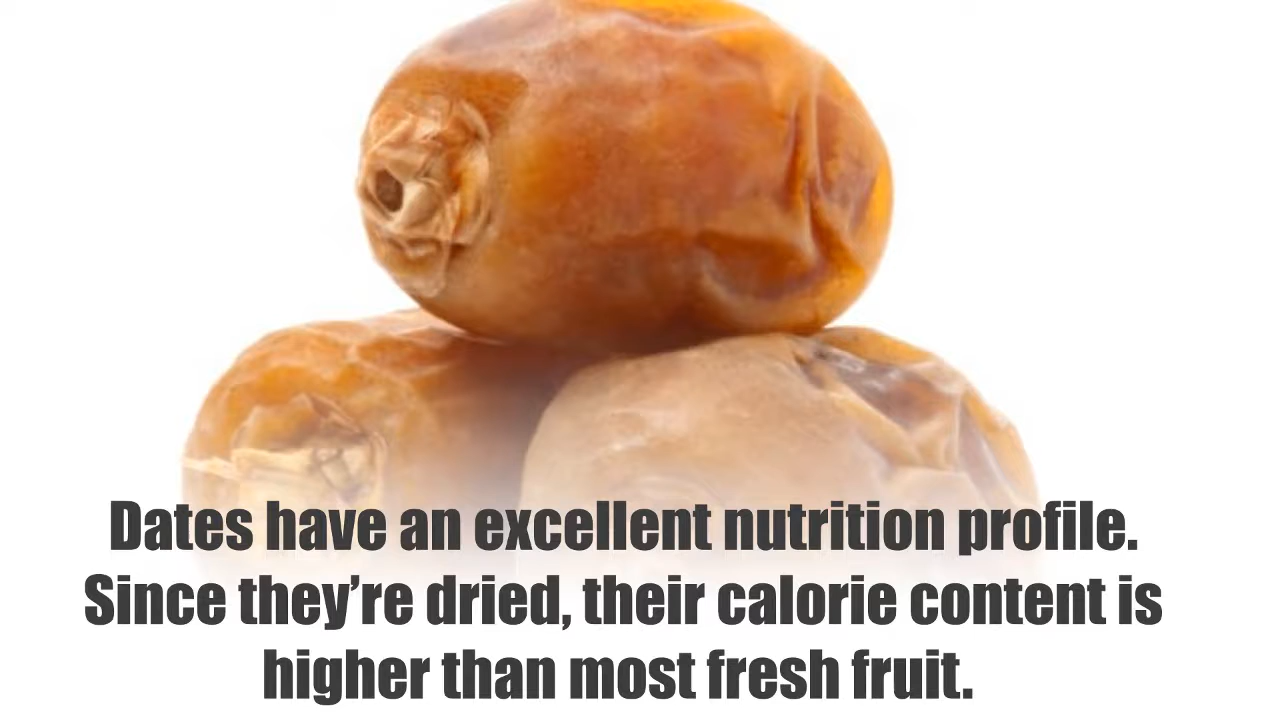 Dates have an excellent nutrition profile.
Since they’re dried, their calorie content is
higher than most fresh fruit.